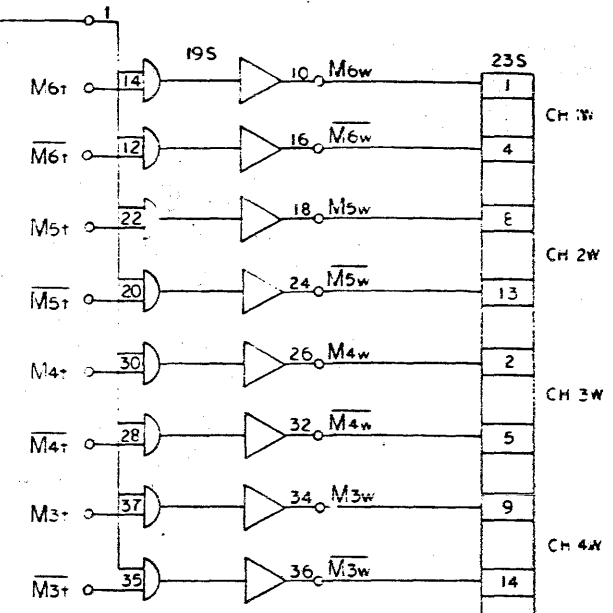 1
19S
23S
M6t 14 10 M6w 1
CH 1W
M6t 12 16 M6w 4
M5t 22 18 M5w 8
CH 2W
M5t 20 24 M5w 13
M4t 30 26 M4w 2
CH 3W
M4t 28 32 M4w 5
M3t 37 34 M3w 9
CH 4W
M3t 35 36 M3w 14